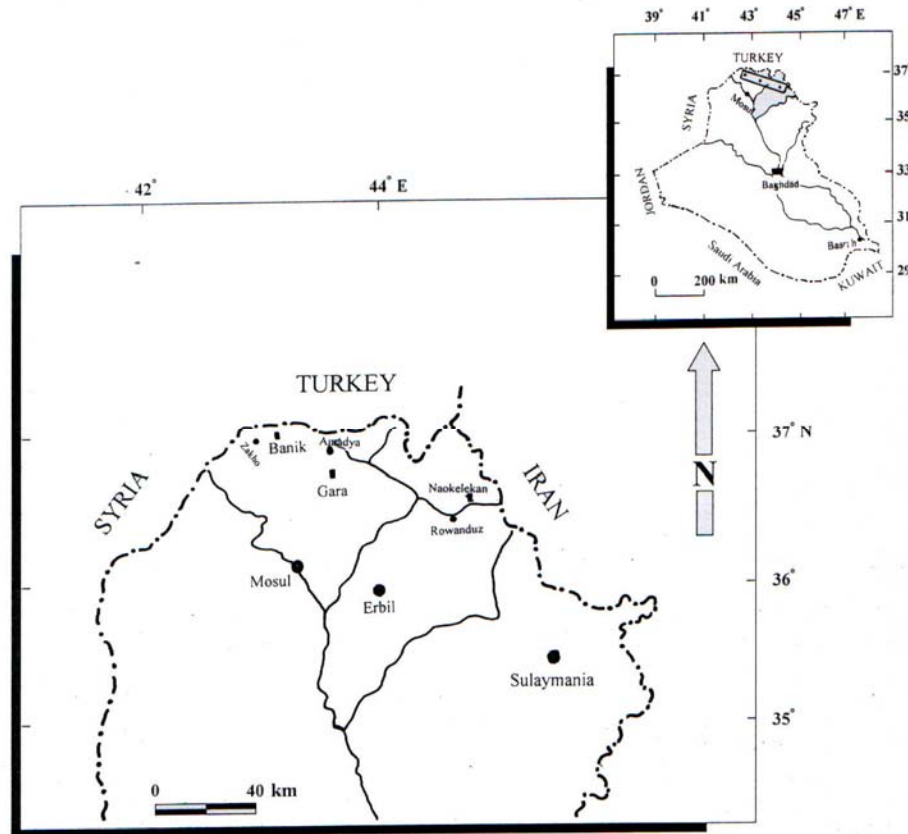 39° 41° 43° 45° 47° E
TURKEY
37
SYRIA
Mosul
35
33
Baghdad
JORDAN
31
Basrah
Saudi Arabia
KUWAIT
29
0 200 km
42° 44° E
TURKEY
37° N
Zakho
Banik
Amadya
Gara
Naokelekan
IRAN
N
SYRIA
Rowanduz
Mosul
Erbil
36°
Sulaymania
35°
0 40 km